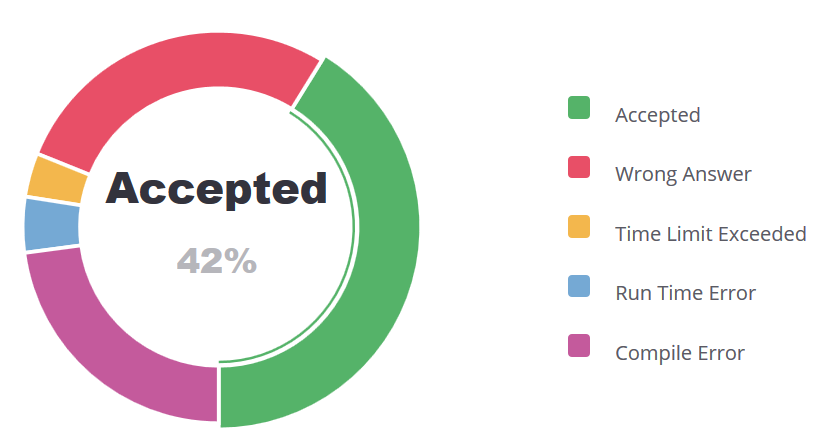 Accepted
42%
Accepted
Wrong Answer
Time Limit Exceeded
Run Time Error
Compile Error